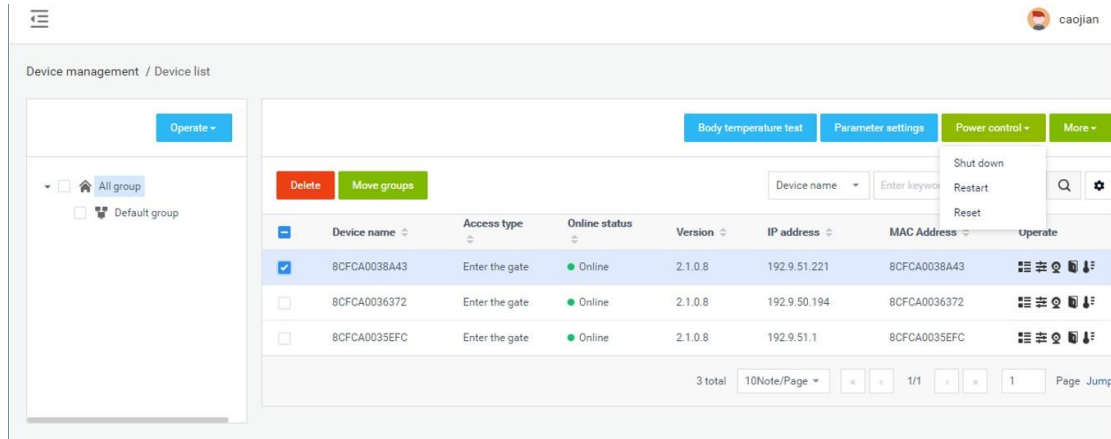 caojian
Device management / Device list
Operate
Body temperature test Parameter settings Power control More
Shut down
Restart
Reset
All group
Default group
Delete Move groups Device name Enter keywor
Device name Access type Online status Version IP address MAC Address Operate
8CFCA0038A43 Enter the gate Online 2.1.0.8 192.9.51.221 8CFCA0038A43
8CFCA0036372 Enter the gate Online 2.1.0.8 192.9.50.194 8CFCA0036372
8CFCA0035EFC Enter the gate Online 2.1.0.8 192.9.51.1 8CFCA0035EFC
3 total 10Note/Page « ‹ 1/1 › » 1 Page Jump